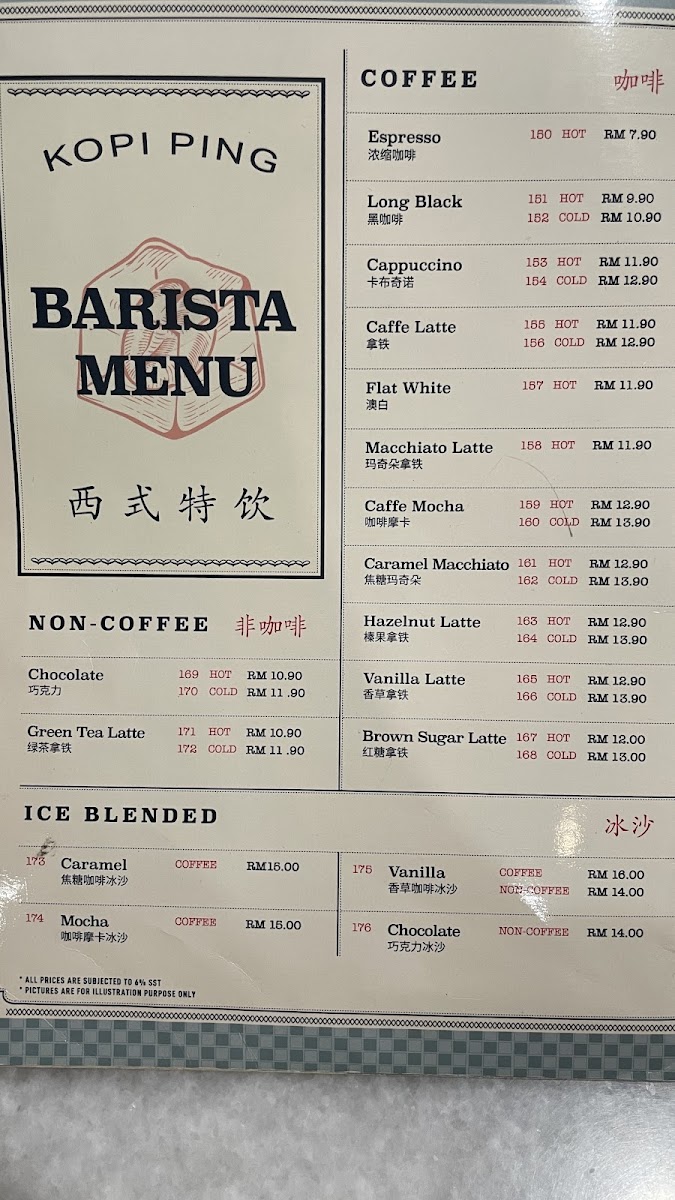 KOPI PING
BARISTA
MENU
西式特饮
COFFEE 咖啡
Espresso 150 HOT RM 7.90
浓缩咖啡
Long Black 151 HOT RM 9.90
黑咖啡 152 COLD RM 10.90
Cappuccino 153 HOT RM 11.90
卡布奇诺 154 COLD RM 12.90
Caffe Latte 155 HOT RM 11.90
拿铁 156 COLD RM 12.90
Flat White 157 HOT RM 11.90
澳白
Macchiato Latte 158 HOT RM 11.90
玛奇朵拿铁
Caffe Mocha 159 HOT RM 12.90
咖啡摩卡 160 COLD RM 13.90
Caramel Macchiato 161 HOT RM 12.90
焦糖玛奇朵 162 COLD RM 13.90
Hazelnut Latte 163 HOT RM 12.90
榛果拿铁 164 COLD RM 13.90
Vanilla Latte 165 HOT RM 12.90
香草拿铁 166 COLD RM 13.90
Brown Sugar Latte 167 HOT RM 12.00
红糖拿铁 168 COLD RM 13.00
NON-COFFEE 非咖啡
Chocolate 169 HOT RM 10.90
巧克力 170 COLD RM 11 .90
Green Tea Latte 171 HOT RM 10.90
绿茶拿铁 172 COLD RM 11 .90
ICE BLENDED 冰沙
173 Caramel COFFEE RM15.00
焦糖咖啡冰沙
174 Mocha COFFEE RM 15.00
咖啡摩卡冰沙
175 Vanilla COFFEE RM 16.00
香草咖啡冰沙 NON-COFFEE RM 14.00
176 Chocolate NON-COFFEE RM 14.00
巧克力冰沙
* ALL PRICES ARE SUBJECTED TO 6% SST
* PICTURES ARE FOR ILLUSTRATION PURPOSE ONLY